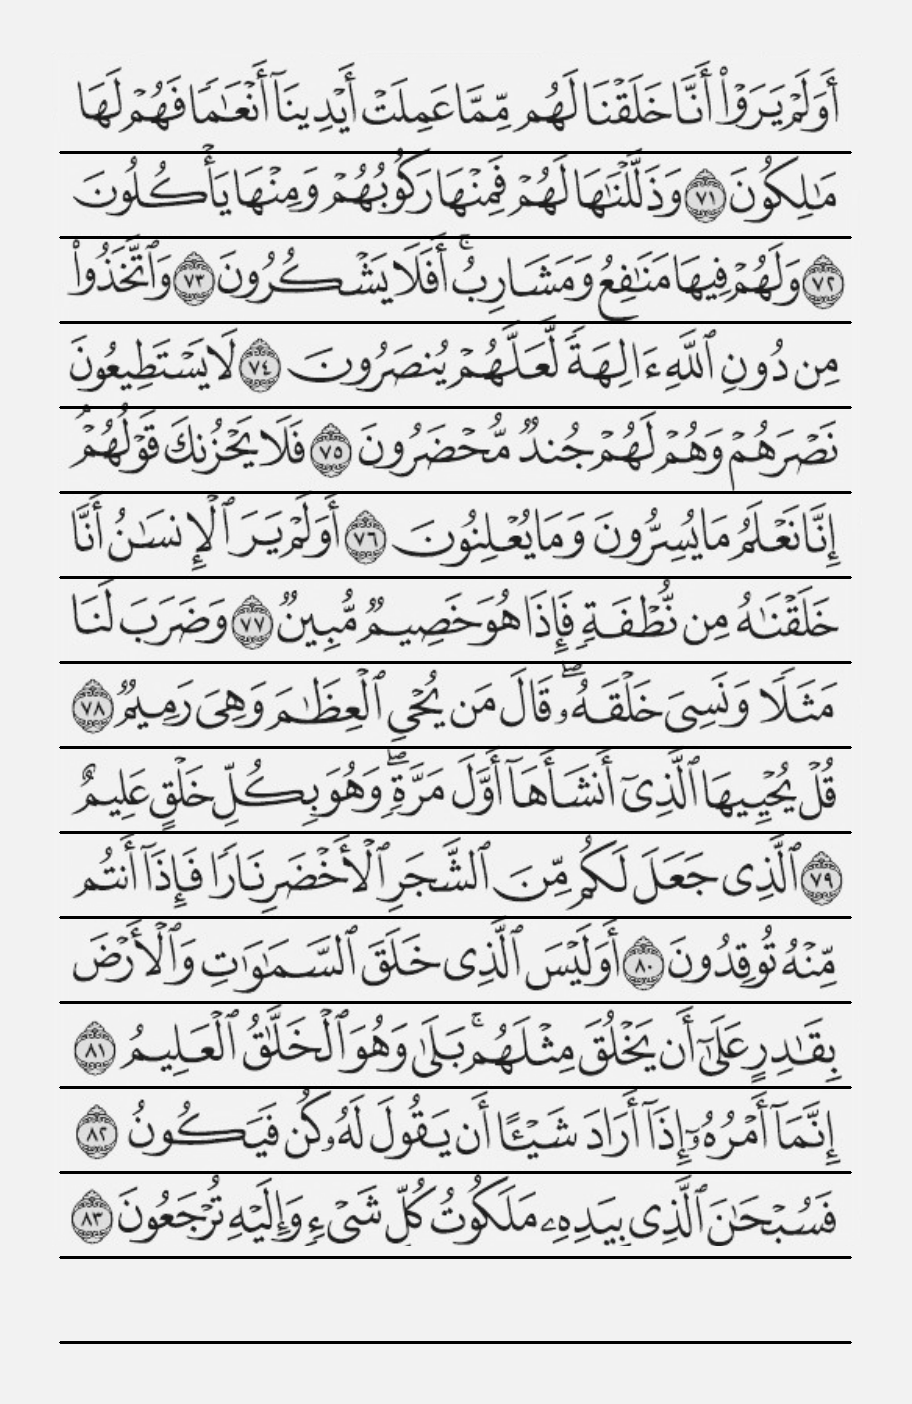 أَوَلَمْ يَرَوْا۟ أَنَّا خَلَقْنَا لَهُم مِّمَّا عَمِلَتْ أَيْدِينَآ أَنْعَـٰمًا فَهُمْ لَهَا
مَـٰلِكُونَ ٧١ وَذَلَّلْنَـٰهَا لَهُمْ فَمِنْهَا رَكُوبُهُمْ وَمِنْهَا يَأْكُلُونَ
٧٢ وَلَهُمْ فِيهَا مَنَـٰفِعُ وَمَشَارِبُ ۚ أَفَلَا يَشْكُرُونَ ٧٣ وَٱتَّخَذُوا۟
مِن دُونِ ٱللَّهِ ءَالِهَةً لَّعَلَّهُمْ يُنصَرُونَ ٧٤ لَا يَسْتَطِيعُونَ
نَصْرَهُمْ وَهُمْ لَهُمْ جُندٌ مُّحْضَرُونَ ٧٥ فَلَا يَحْزُنكَ قَوْلُهُمْ ۘ
إِنَّا نَعْلَمُ مَا يُسِرُّونَ وَمَا يُعْلِنُونَ ٧٦ أَوَلَمْ يَرَ ٱلْإِنسَـٰنُ أَنَّا
خَلَقْنَـٰهُ مِن نُّطْفَةٍ فَإِذَا هُوَ خَصِيمٌ مُّبِينٌ ٧٧ وَضَرَبَ لَنَا
مَثَلًا وَنَسِىَ خَلْقَهُۥ ۖ قَالَ مَن يُحْىِ ٱلْعِظَـٰمَ وَهِىَ رَمِيمٌ ٧٨
قُلْ يُحْيِيهَا ٱلَّذِىٓ أَنشَأَهَآ أَوَّلَ مَرَّةٍ ۖ وَهُوَ بِكُلِّ خَلْقٍ عَلِيمٌ
٧٩ ٱلَّذِى جَعَلَ لَكُم مِّنَ ٱلشَّجَرِ ٱلْأَخْضَرِ نَارًا فَإِذَآ أَنتُم
مِّنْهُ تُوقِدُونَ ٨٠ أَوَلَيْسَ ٱلَّذِى خَلَقَ ٱلسَّمَـٰوَٰتِ وَٱلْأَرْضَ
بِقَـٰدِرٍ عَلَىٰٓ أَن يَخْلُقَ مِثْلَهُم ۚ بَلَىٰ وَهُوَ ٱلْخَلَّـٰقُ ٱلْعَلِيمُ ٨١
إِنَّمَآ أَمْرُهُۥٓ إِذَآ أَرَادَ شَيْـًٔا أَن يَقُولَ لَهُۥ كُن فَيَكُونُ ٨٢
فَسُبْحَـٰنَ ٱلَّذِى بِيَدِهِۦ مَلَكُوتُ كُلِّ شَىْءٍ وَإِلَيْهِ تُرْجَعُونَ ٨٣